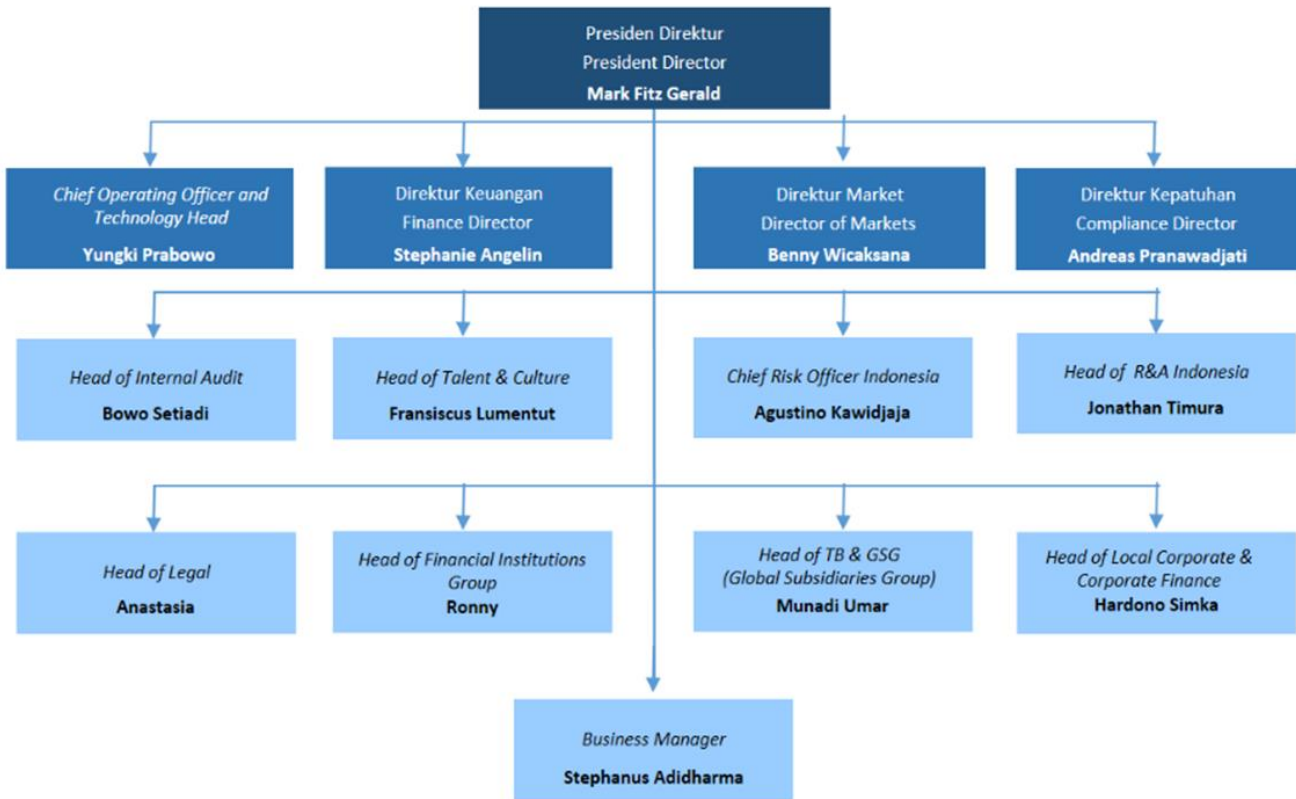 Presiden Direktur
President Director
Mark Fitz Gerald
Chief Operating Officer and
Technology Head
Yungki Prabowo
Direktur Keuangan
Finance Director
Stephanie Angelin
Direktur Market
Director of Markets
Benny Wicaksana
Direktur Kepatuhan
Compliance Director
Andreas Pranawadjati
Head of Internal Audit
Bowo Setiadi
Head of Talent & Culture
Fransiscus Lumentut
Chief Risk Officer Indonesia
Agustino Kawidjaja
Head of R&A Indonesia
Jonathan Timura
Head of Legal
Anastasia
Head of Financial Institutions
Group
Ronny
Head of TB & GSG
(Global Subsidiaries Group)
Munadi Umar
Head of Local Corporate &
Corporate Finance
Hardono Simka
Business Manager
Stephanus Adidharma